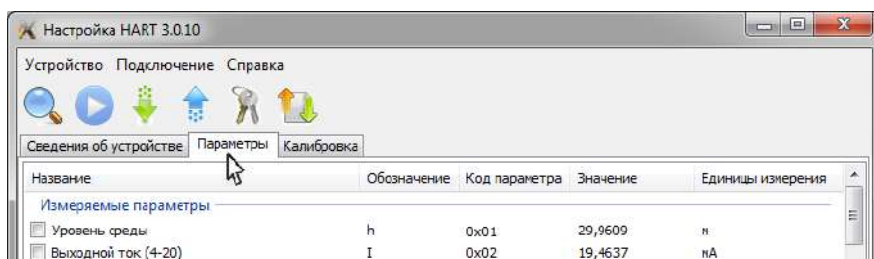 Настройка HART 3.0.10
Устройство Подключение Справка
Сведения об устройстве Параметры Калибровка
Название Обозначение Код параметра Значение Единицы измерения
Измеряемые параметры
Уровень среды h 0x01 29,9609 м
Выходной ток (4-20) I 0x02 19,4637 мА